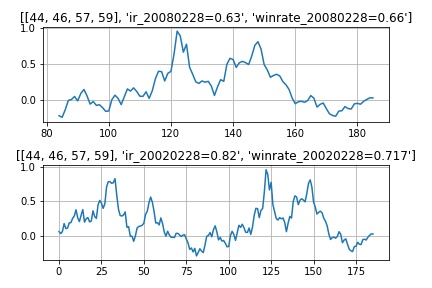 [[44, 46, 57, 59], 'ir_20080228=0.63', 'winrate_20080228=0.66']
1.0
0.5
0.0
80 100 120 140 160 180
[[44, 46, 57, 59], 'ir_20020228=0.82', 'winrate_20020228=0.717']
1.0
0.5
0.0
0 25 50 75 100 125 150 175